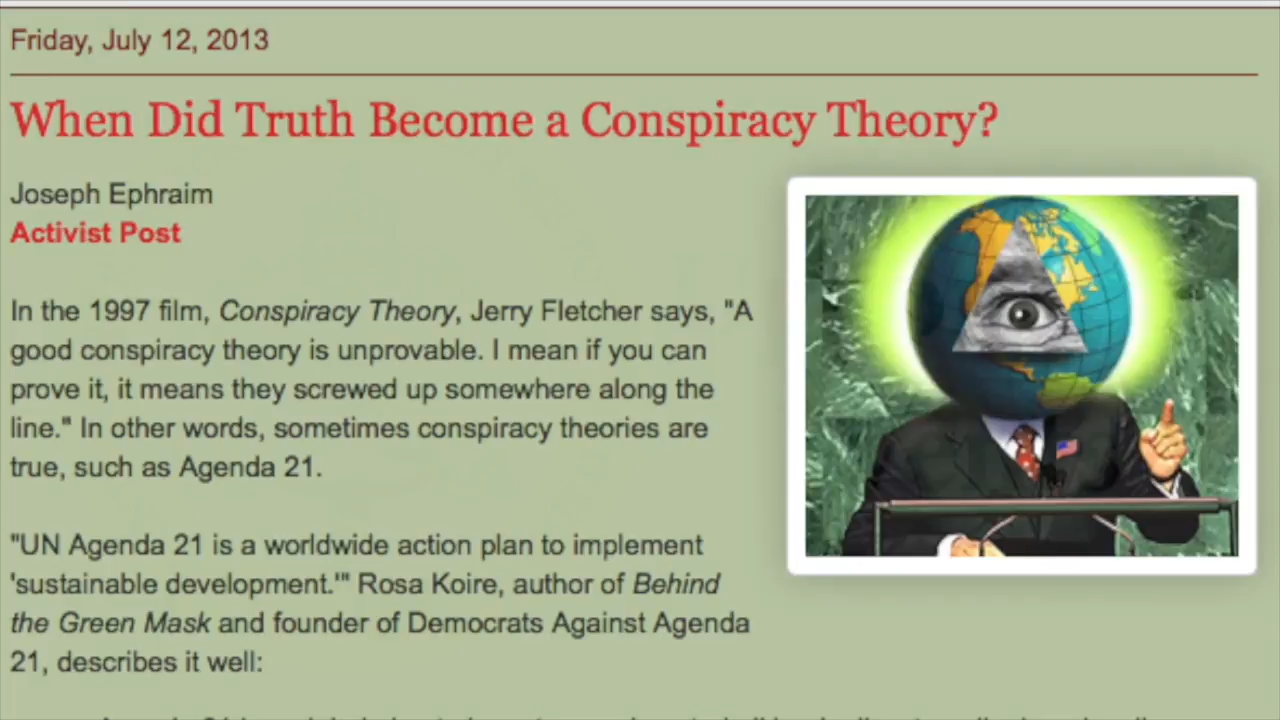 Friday, July 12, 2013
When Did Truth Become a Conspiracy Theory?
Joseph Ephraim
Activist Post
In the 1997 film, Conspiracy Theory, Jerry Fletcher says, "A
good conspiracy theory is unprovable. I mean if you can
prove it, it means they screwed up somewhere along the
line." In other words, sometimes conspiracy theories are
true, such as Agenda 21.
"UN Agenda 21 is a worldwide action plan to implement
'sustainable development.'" Rosa Koire, author of Behind
the Green Mask and founder of Democrats Against Agenda
21, describes it well: